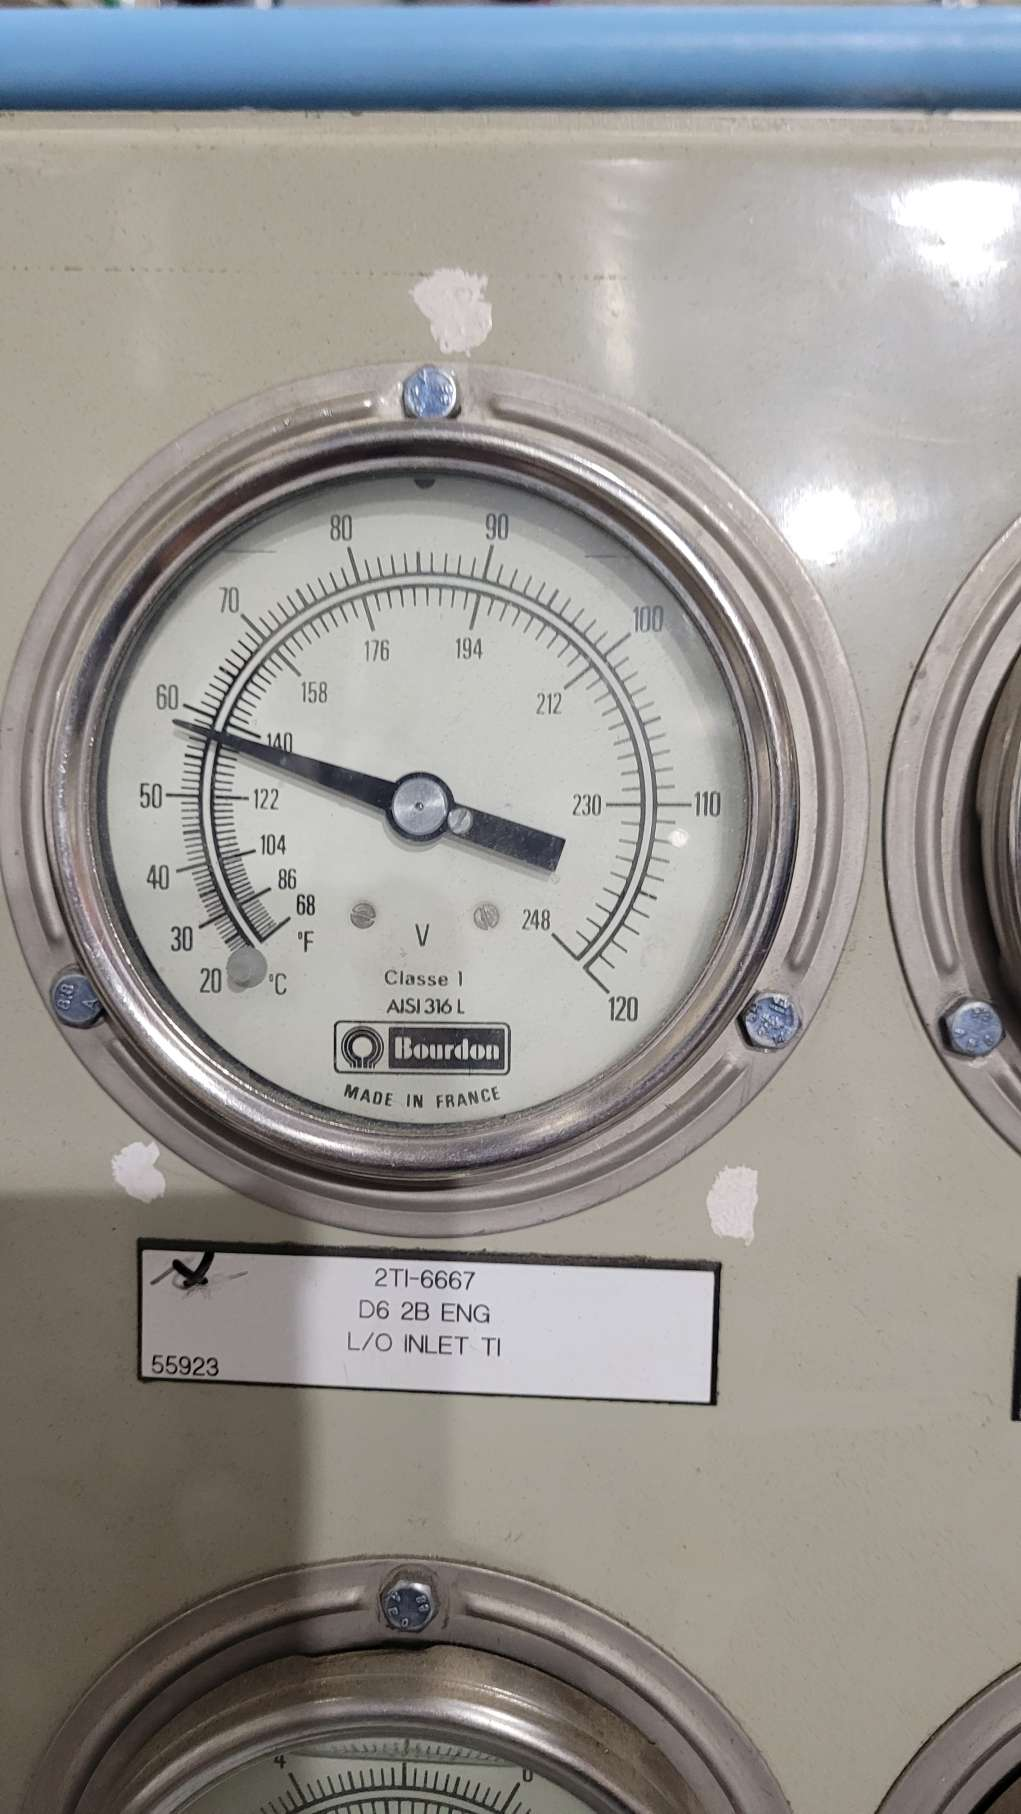 80 90
70 100
176 194
60 158 212
140
50 122 230 110
104
40 86
68 248
30 °F V
20 °C Classe 1 120
AISI 316 L
Bourdon
MADE IN FRANCE
2TI-6667
D6 2B ENG
L/O INLET TI
55923
4 6